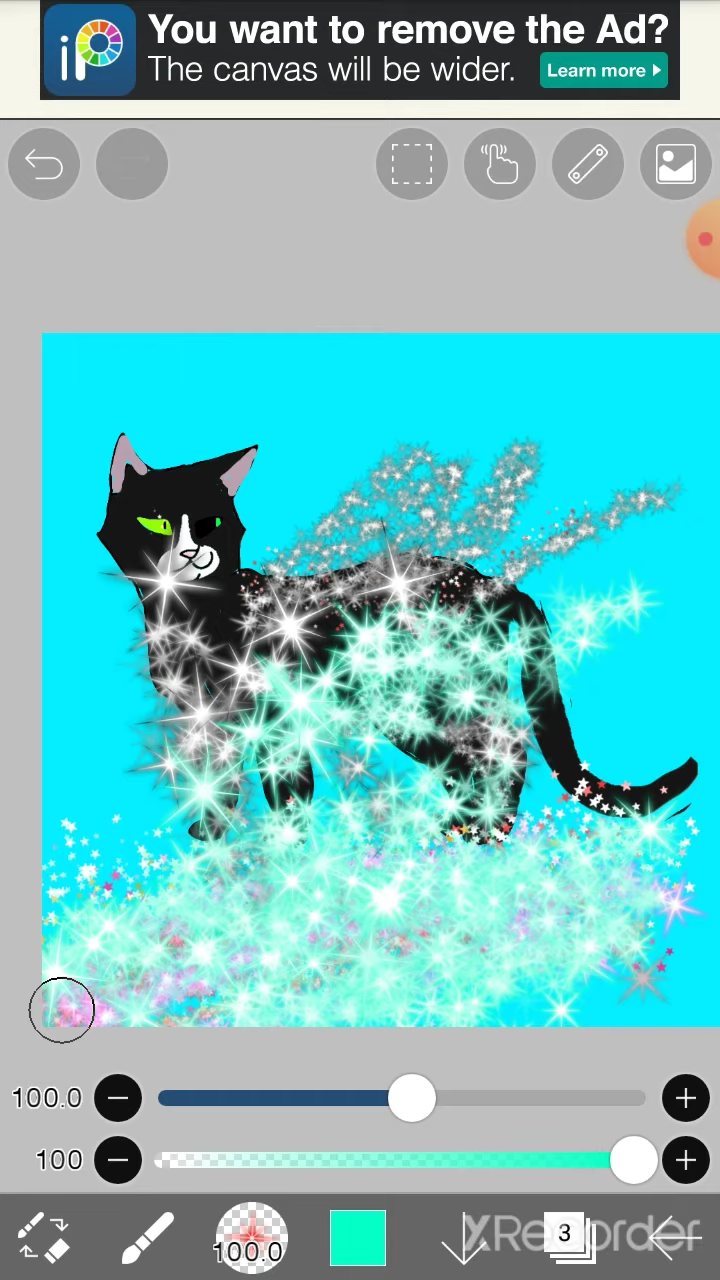 iP
You want to remove the Ad?
The canvas will be wider.
Learn more
100.0
100
100.0
3
XRecorder